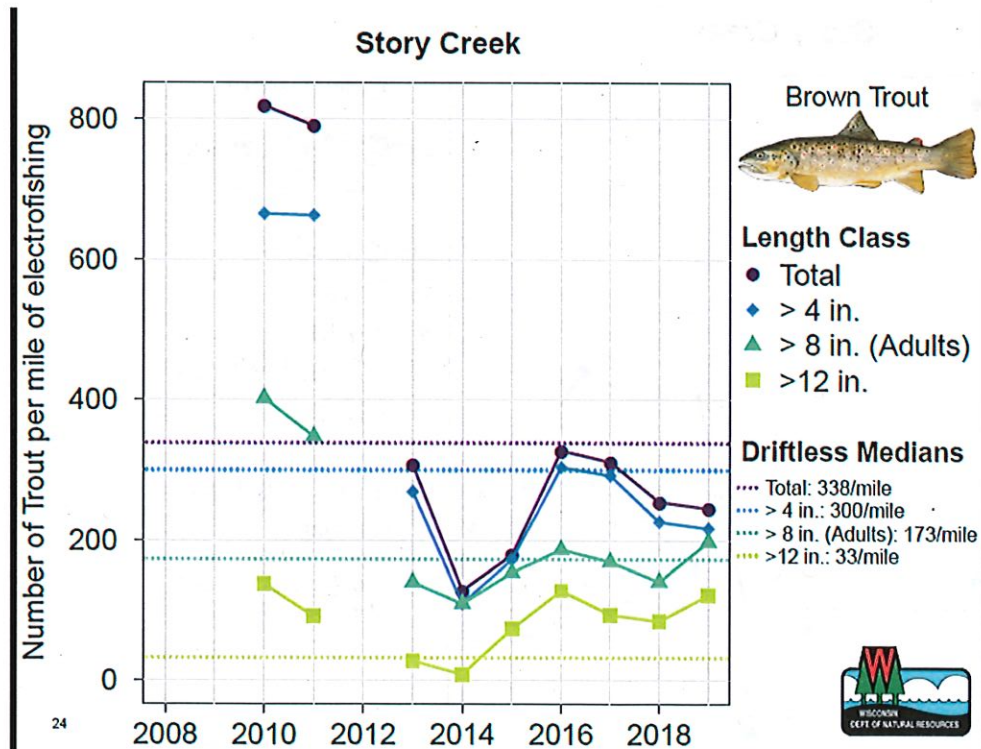 Story Creek
Number of Trout per mile of electrofishing
800
600
400
200
0
2008
2010
2012
2014
2016
2018
Brown Trout
Length Class
Total
> 4 in.
> 8 in. (Adults)
>12 in.
Driftless Medians
Total: 338/mile
> 4 in.: 300/mile
> 8 in. (Adults): 173/mile
>12 in.: 33/mile
W
WISCONSIN
DEPT. OF NATURAL RESOURCES
24